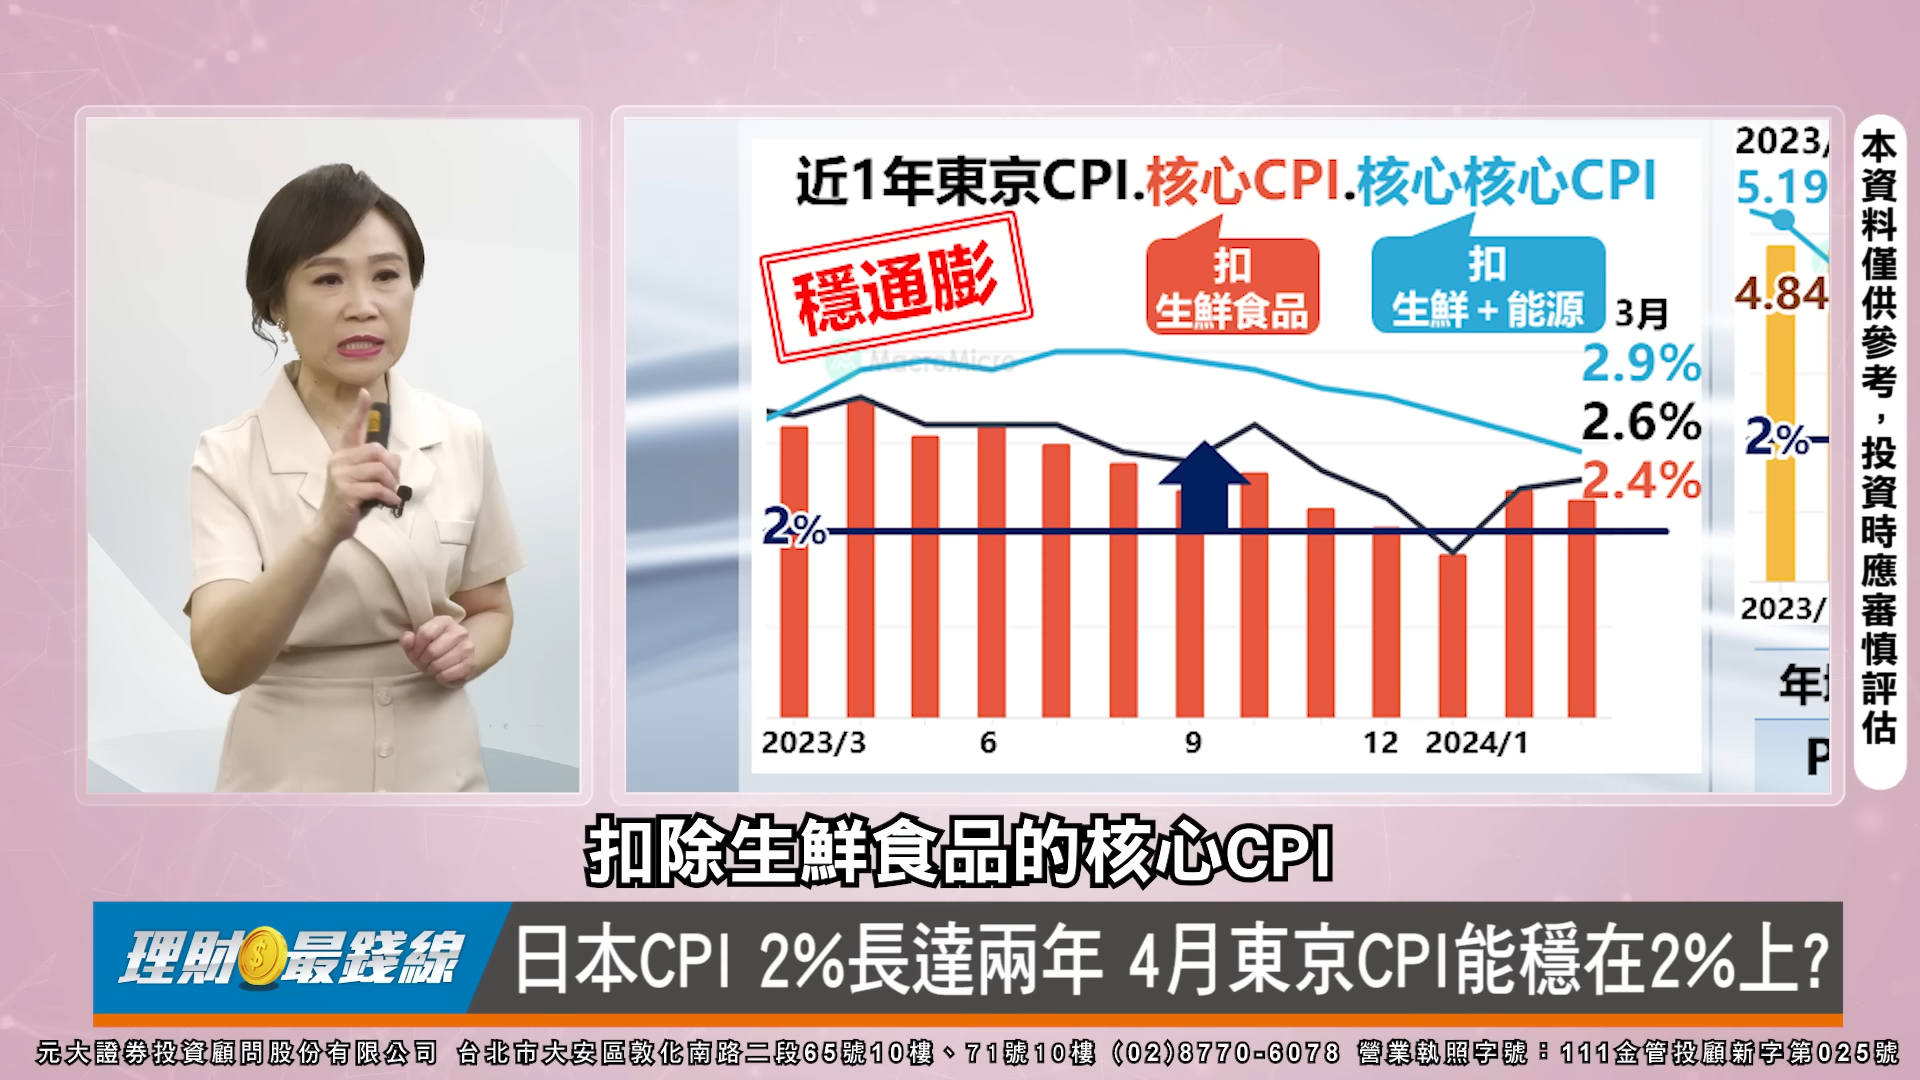 近1年東京CPI.核心CPI.核心核心CPI
穩通膨
扣
生鮮食品
扣
生鮮+能源
3月
MacroMicro
2.9%
2.6%
2.4%
2%
2023/3
6
9
12
2024/1
2023/
5.19
4.84
2%
2023/
年
P
本資料僅供參考，投資時應審慎評估
扣除生鮮食品的核心CPI
理財最錢線
日本CPI 2%長達兩年 4月東京CPI能穩在2%上?
元大證券投資顧問股份有限公司 台北市大安區敦化南路二段65號10樓、71號10樓 (02)8770-6078 營業執照字號：111金管投顧新字第025號